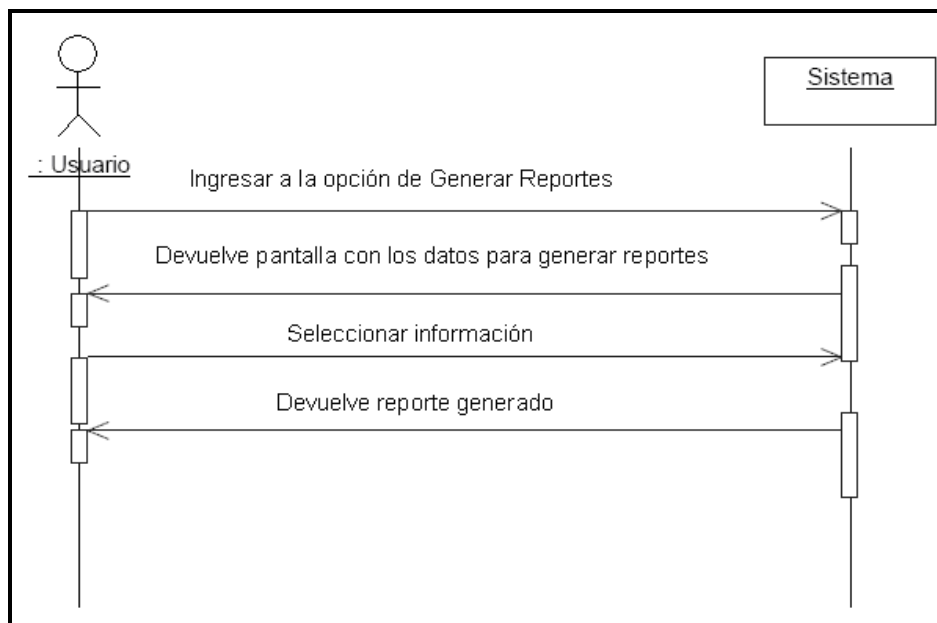 Sistema
: Usuario
Ingresar a la opción de Generar Reportes
Devuelve pantalla con los datos para generar reportes
Seleccionar información
Devuelve reporte generado